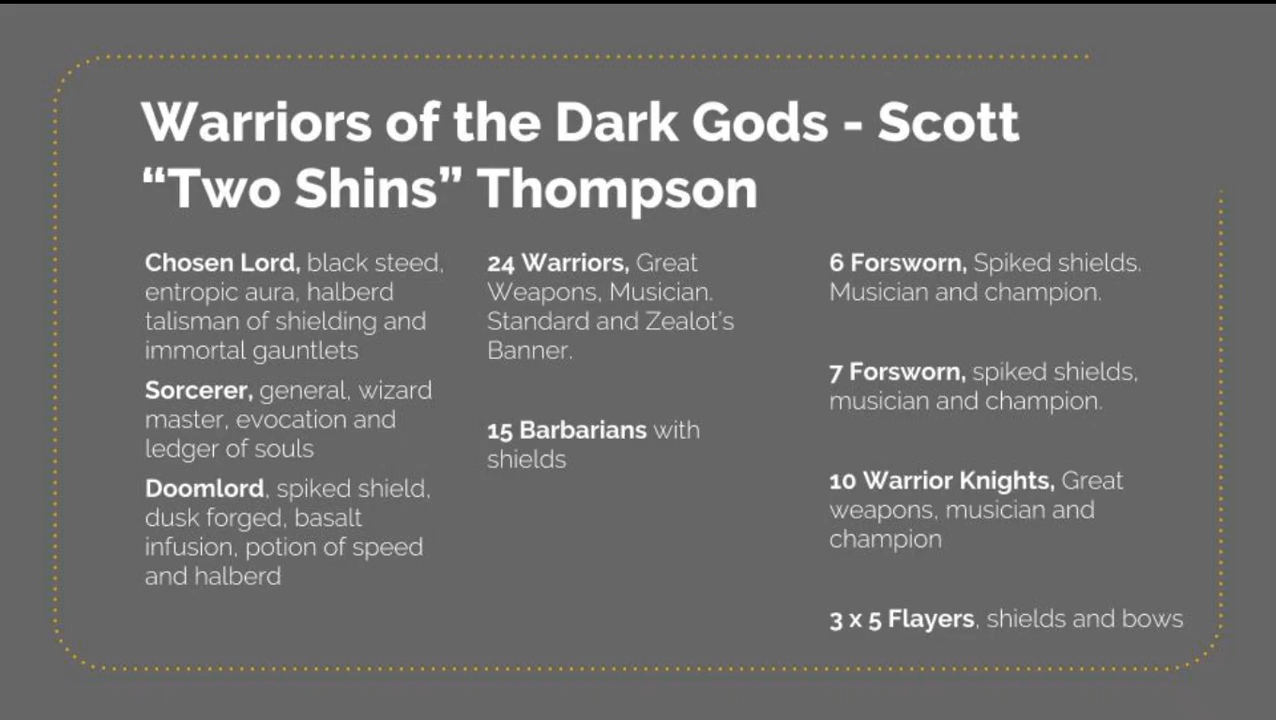 Warriors of the Dark Gods - Scott
“Two Shins” Thompson
Chosen Lord, black steed,
entropic aura, halberd
talisman of shielding and
immortal gauntlets
Sorcerer, general, wizard
master, evocation and
ledger of souls
Doomlord, spiked shield,
dusk forged, basalt
infusion, potion of speed
and halberd
24 Warriors, Great
Weapons, Musician.
Standard and Zealot's
Banner.
15 Barbarians with
shields
6 Forsworn, Spiked shields.
Musician and champion.
7 Forsworn, spiked shields,
musician and champion.
10 Warrior Knights, Great
weapons, musician and
champion
3 x 5 Flayers, shields and bows